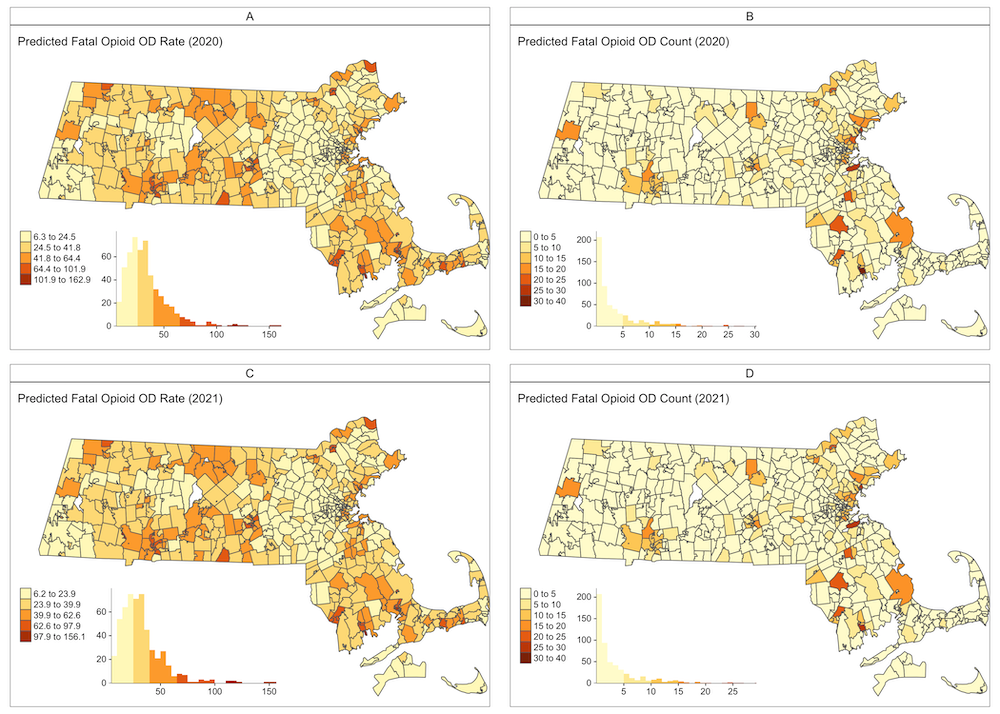 A
Predicted Fatal Opioid OD Rate (2020)
6.3 to 24.5
24.5 to 41.8
41.8 to 64.4
64.4 to 101.9
101.9 to 162.9
60
40
20
0
50 100 150
B
Predicted Fatal Opioid OD Count (2020)
0 to 5
5 to 10
10 to 15
15 to 20
20 to 25
25 to 30
30 to 40
200
150
100
50
0
5 10 15 20 25 30
C
Predicted Fatal Opioid OD Rate (2021)
6.2 to 23.9
23.9 to 39.9
39.9 to 62.6
62.6 to 97.9
97.9 to 156.1
60
40
20
0
50 100 150
D
Predicted Fatal Opioid OD Count (2021)
0 to 5
5 to 10
10 to 15
15 to 20
20 to 25
25 to 30
30 to 40
200
150
100
50
0
5 10 15 20 25